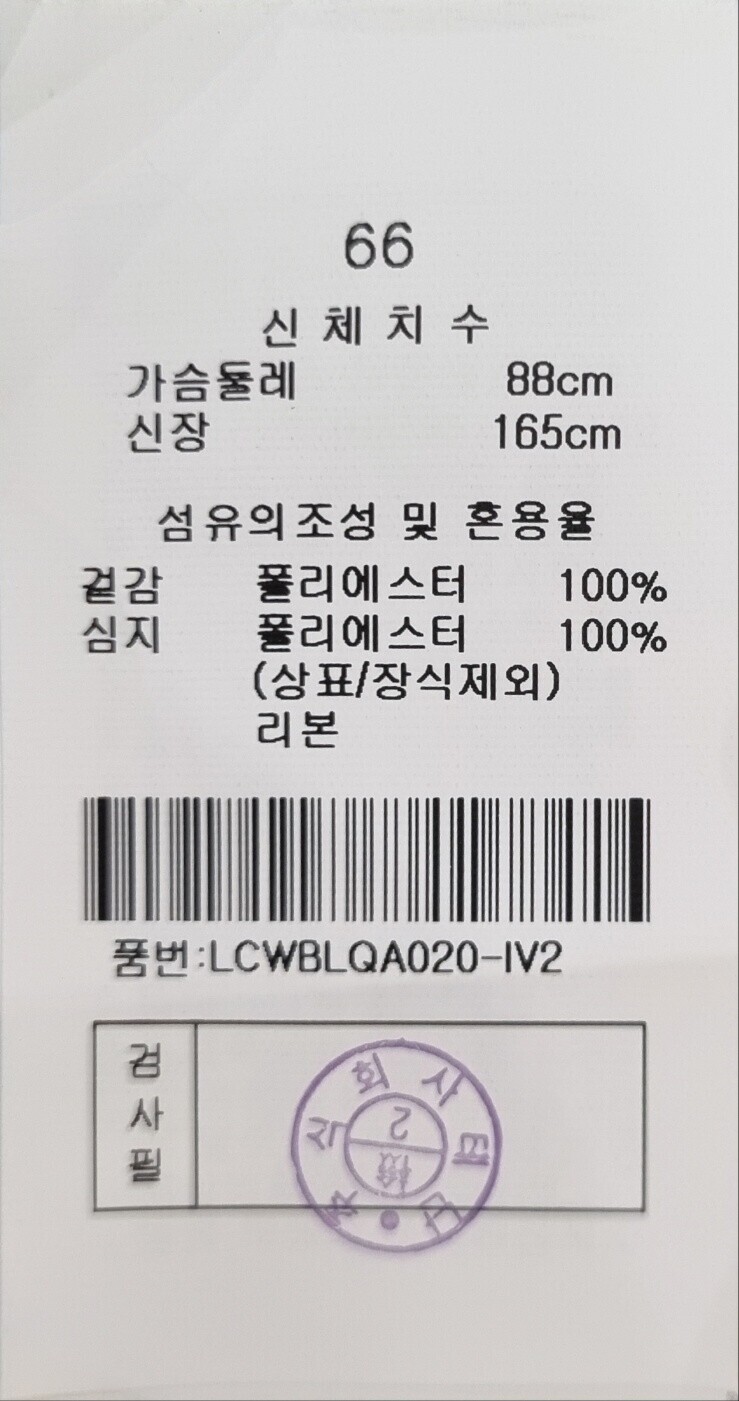 66
신체치수
가슴둘레 88cm
신장 165cm
섬유의조성 및 혼용율
겉감 폴리에스터 100%
심지 폴리에스터 100%
(상표/장식제외)
리본
품번:LCWBLQA020-IV2
검사필
2
檢